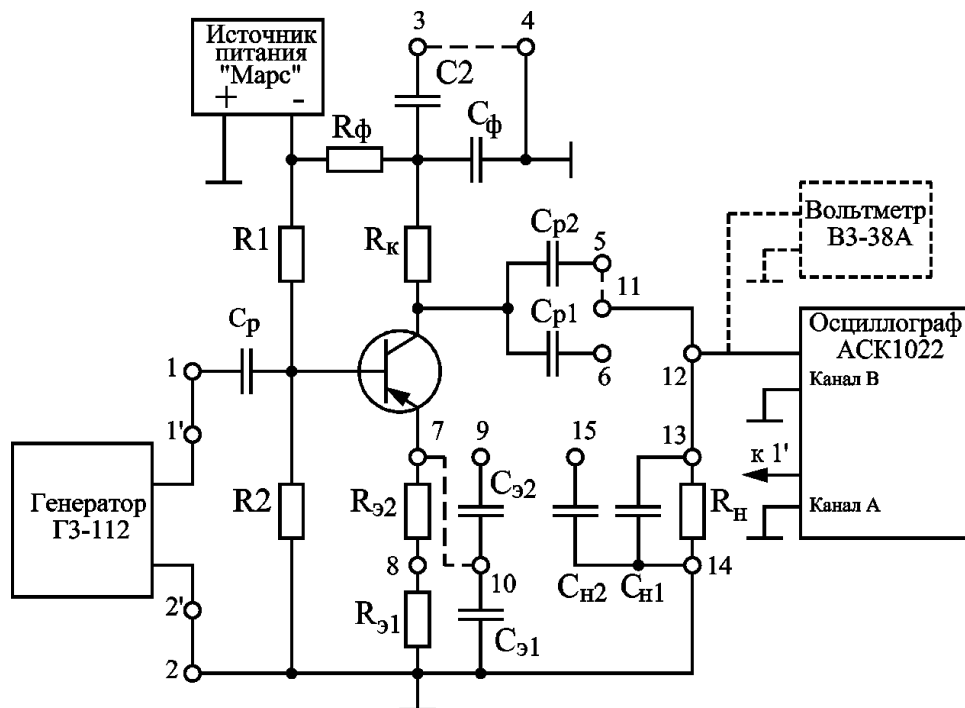 3
4
Источник
питания
"Марс"
+ -
C2
Cф
Rф
R1
Rк
Cр2
5
11
Cр1
6
Вольтметр
В3-38А
Cр
1
1'
12
Осциллограф
АСК1022
Канал В
к 1'
Канал А
7
9
15
13
Генератор
Г3-112
R2
Rэ2
Cэ2
Rн
8
10
Cн2
Cн1
14
2'
Rэ1
Cэ1
2